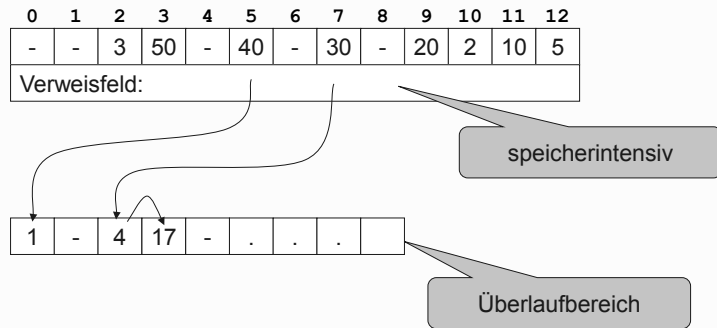 0 1 2 3 4 5 6 7 8 9 10 11 12
- - 3 50 - 40 - 30 - 20 2 10 5
Verweisfeld:
speicherintensiv
1 - 4 17 - . . .
Überlaufbereich